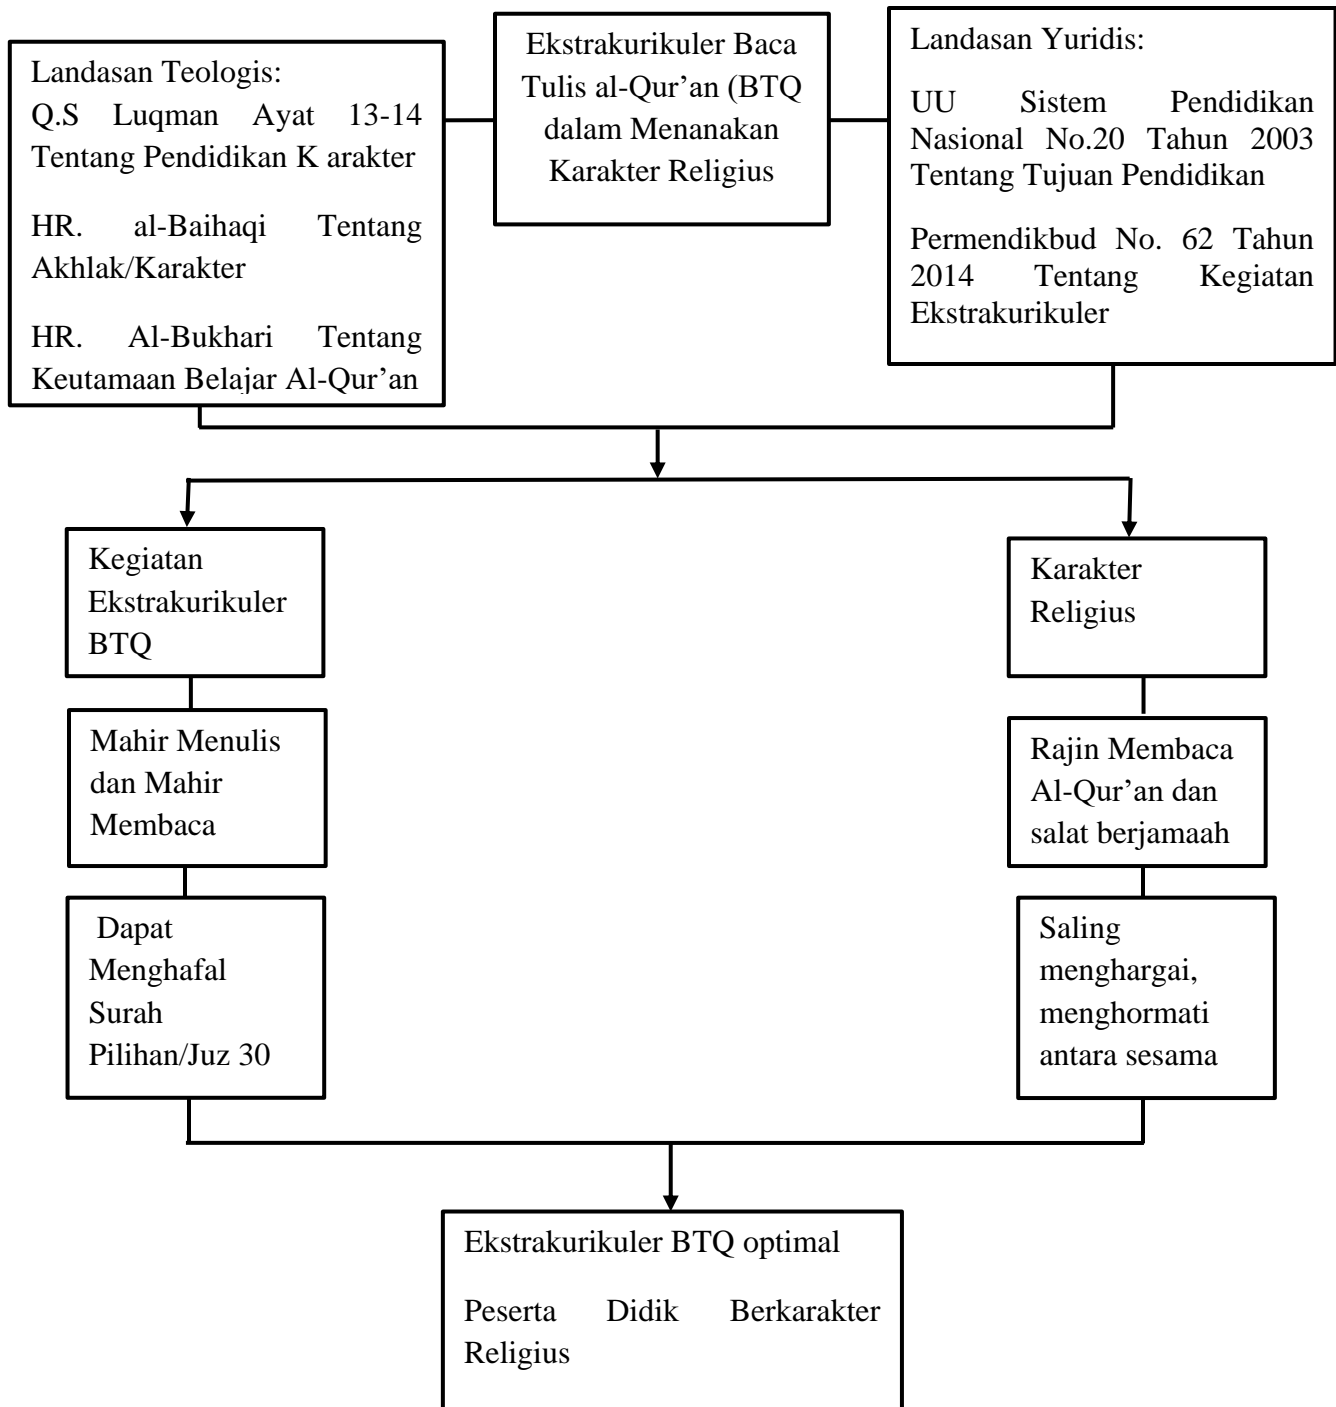 Landasan Teologis:
Q.S Luqman Ayat 13-14
Tentang Pendidikan K arakter
HR. al-Baihaqi Tentang
Akhlak/Karakter
HR. Al-Bukhari Tentang
Keutamaan Belajar Al-Qur’an
Ekstrakurikuler Baca
Tulis al-Qur’an (BTQ
dalam Menanakan
Karakter Religius
Landasan Yuridis:
UU Sistem Pendidikan
Nasional No.20 Tahun 2003
Tentang Tujuan Pendidikan
Permendikbud No. 62 Tahun
2014 Tentang Kegiatan
Ekstrakurikuler
Kegiatan
Ekstrakurikuler
BTQ
Mahir Menulis
dan Mahir
Membaca
Dapat
Menghafal
Surah
Pilihan/Juz 30
Karakter
Religius
Rajin Membaca
Al-Qur’an dan
salat berjamaah
Saling
menghargai,
menghormati
antara sesama
Ekstrakurikuler BTQ optimal
Peserta Didik Berkarakter
Religius